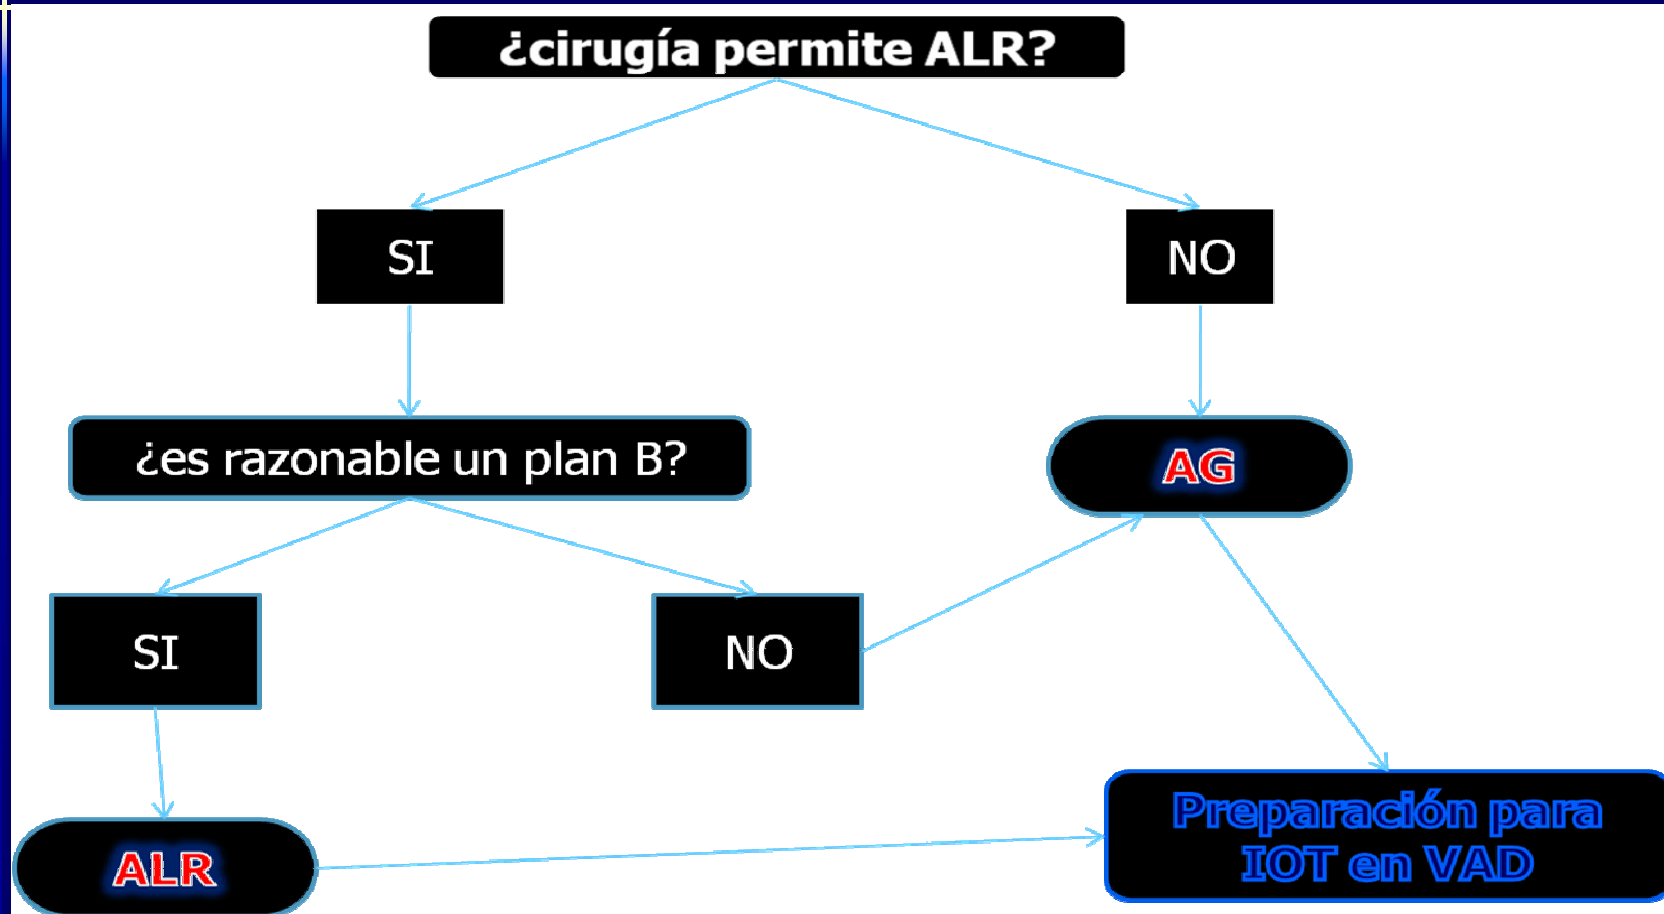 ¿cirugía permite ALR?
SI
NO
¿es razonable un plan B?
AG
SI
NO
ALR
Preparación para
IOT en VAD